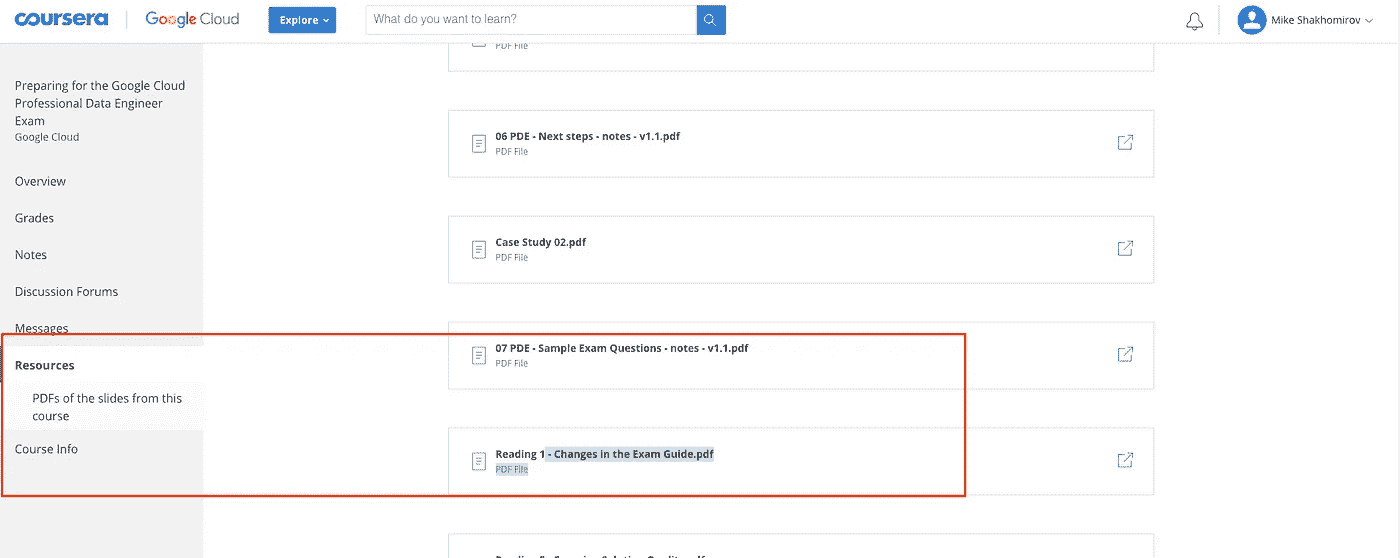 coursera Google Cloud Explore What do you want to learn? Mike Shakhomirov
Preparing for the Google Cloud
Professional Data Engineer
Exam
Google Cloud
Overview
Grades
Notes
Discussion Forums
Messages
Resources
PDFs of the slides from this
course
Course Info
PDF File
06 PDE - Next steps - notes - v1.1.pdf
PDF File
Case Study 02.pdf
PDF File
07 PDE - Sample Exam Questions - notes - v1.1.pdf
PDF File
Reading 1 - Changes in the Exam Guide.pdf
PDF File